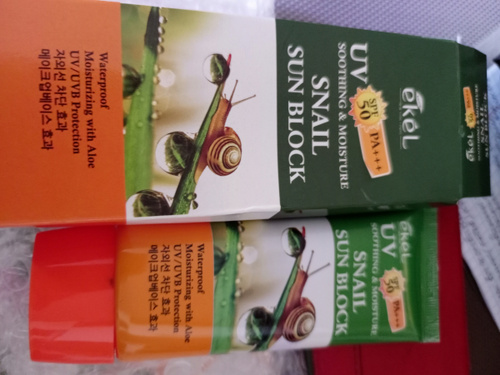 ekeL
UV SPF 50 PA+++
SOOTHING & MOISTURE
SNAIL
SUN BLOCK
Waterproof
Moisturizing with Aloe
UV/UVB Protection
자외선 차단 효과
메이크업베이스 효과
ekeL
UV SPF 50 PA+++
SOOTHING & MOISTURE
SNAIL
SUN BLOCK
Waterproof
Moisturizing with Aloe
UV/UVB Protection
자외선 차단 효과
메이크업베이스 효과